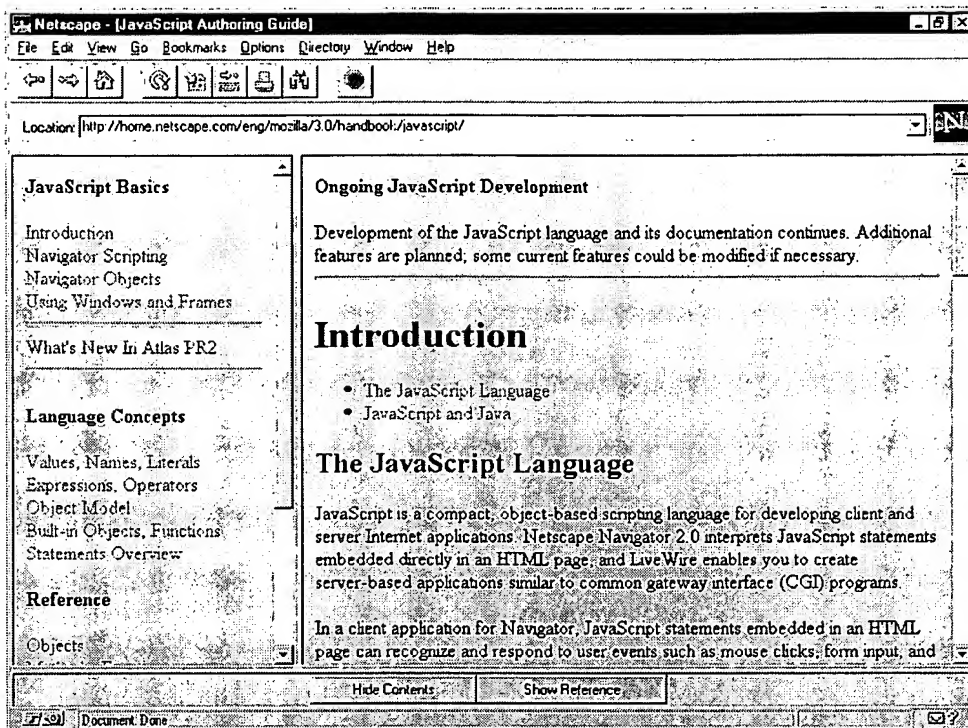 Netscape - [JavaScript Authoring Guide]
File Edit View Go Bookmarks Options Directory Window Help
Location: http://home.netscape.com/eng/mozilla/3.0/handbook/javascript/
N
JavaScript Basics
Introduction
Navigator Scripting
Navigator Objects
Using Windows and Frames
What's New In Atlas PR2
Language Concepts
Values, Names, Literals
Expressions, Operators
Object Model
Built-in Objects, Functions
Statements Overview
Reference
Objects
Ongoing JavaScript Development
Development of the JavaScript language and its documentation continues. Additional
features are planned; some current features could be modified if necessary.
Introduction
• The JavaScript Language
• JavaScript and Java
The JavaScript Language
JavaScript is a compact, object-based scripting language for developing client and
server Internet applications. Netscape Navigator 2.0 interprets JavaScript statements
embedded directly in an HTML page, and LiveWire enables you to create
server-based applications similar to common gateway interface (CGI) programs.
In a client application for Navigator, JavaScript statements embedded in an HTML
page can recognize and respond to user events such as mouse clicks, form input, and
Hide Contents Show Reference
Document: Done